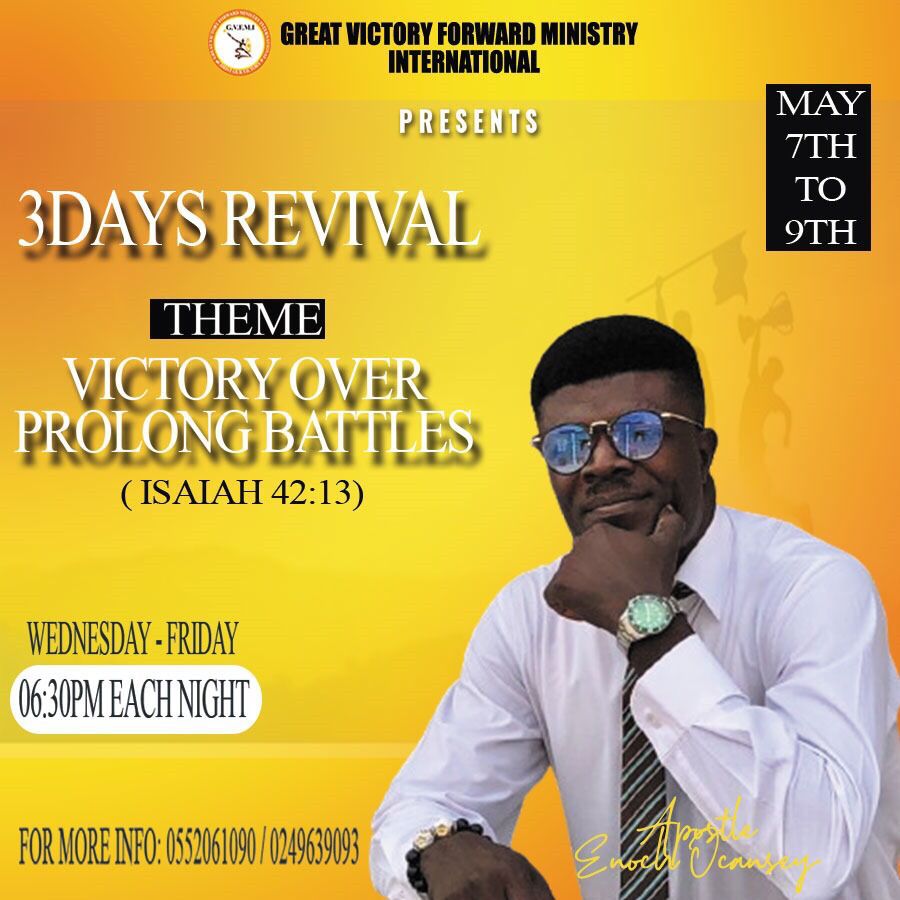 G.V.F.M.I
GREAT VICTORY FORWARD MINISTRY
INTERNATIONAL
PRESENTS
MAY
7TH
TO
9TH
3DAYS REVIVAL
THEME
VICTORY OVER
PROLONG BATTLES
( ISAIAH 42:13)
WEDNESDAY - FRIDAY
06:30PM EACH NIGHT
FOR MORE INFO: 0552061090 / 0249639093
Apostle
Enoch Ocansey